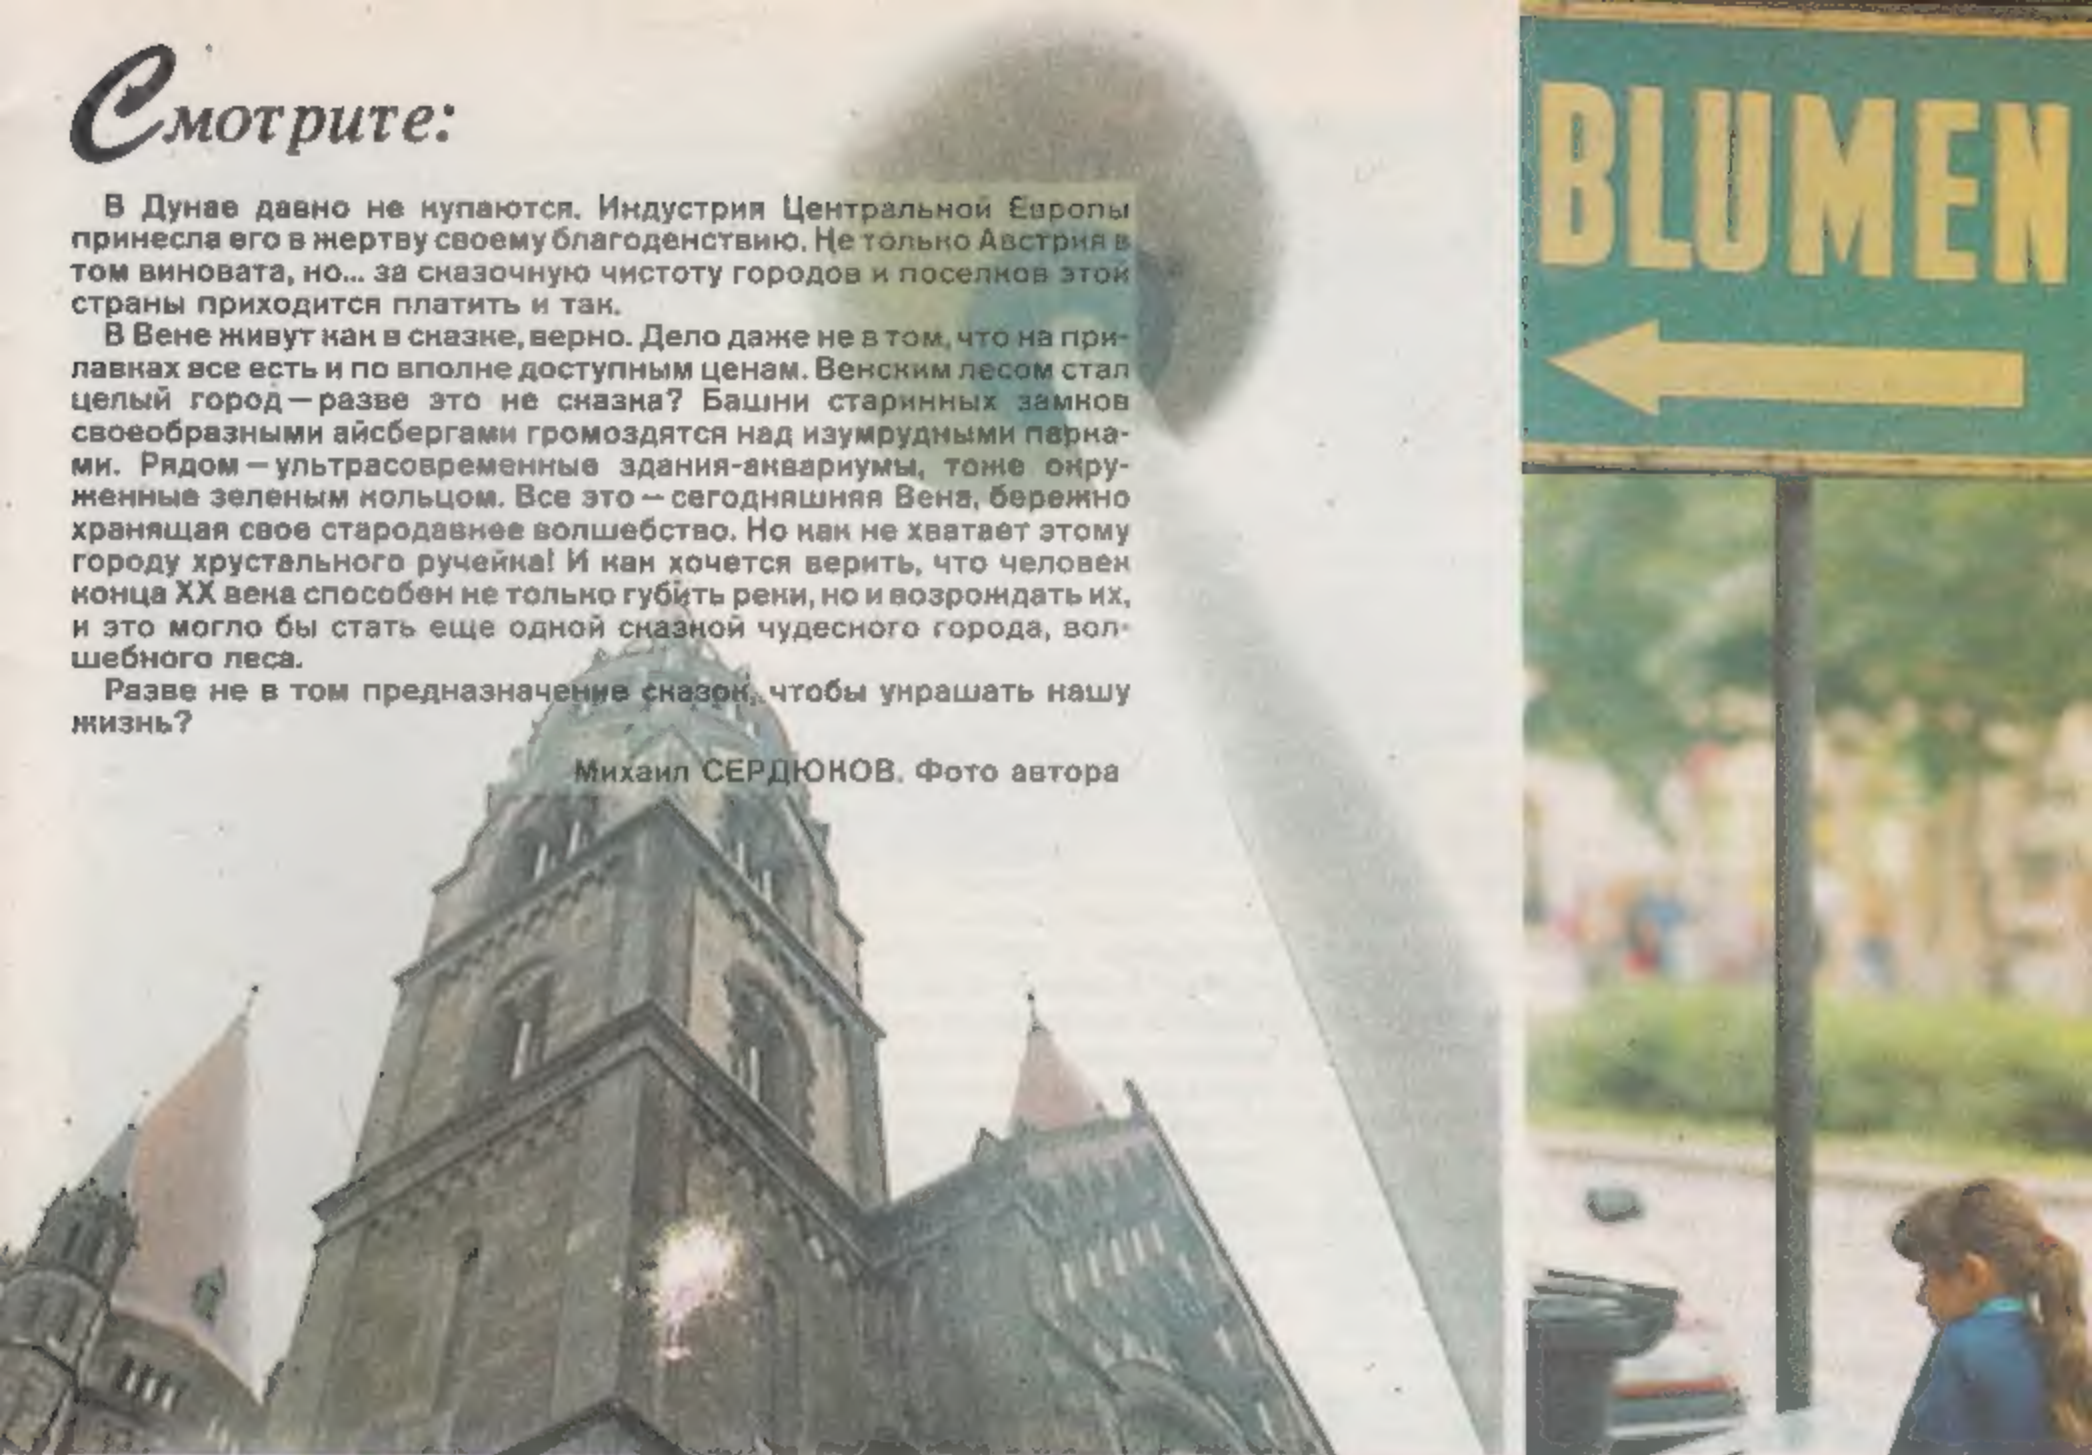 Смотрите:
В Дунае давно не купаются. Индустрия Центральной Европы
принесла его в жертву своему благоденствию. Не только Австрия в
том виновата, но... за сказочную чистоту городов и поселков этой
страны приходится платить и так.
В Вене живут как в сказке, верно. Дело даже не в том, что на при-
лавках все есть и по вполне доступным ценам. Венским лесом стал
целый город — разве это не сказка? Башни старинных замков
своеобразными айсбергами громоздятся над изумрудными парка-
ми. Рядом — ультрасовременные здания-аквариумы, тоже окру-
женные зеленым кольцом. Все это — сегодняшняя Вена, бережно
хранящая свое стародавнее волшебство. Но как не хватает этому
городу хрустального ручейка! И как хочется верить, что человек
конца XX века способен не только губить реки, но и возрождать их,
и это могло бы стать еще одной сказкой чудесного города, вол-
шебного леса.
Разве не в том предназначение сказок, чтобы украшать нашу
жизнь?
Михаил СЕРДЮКОВ. Фото автора
BLUMEN